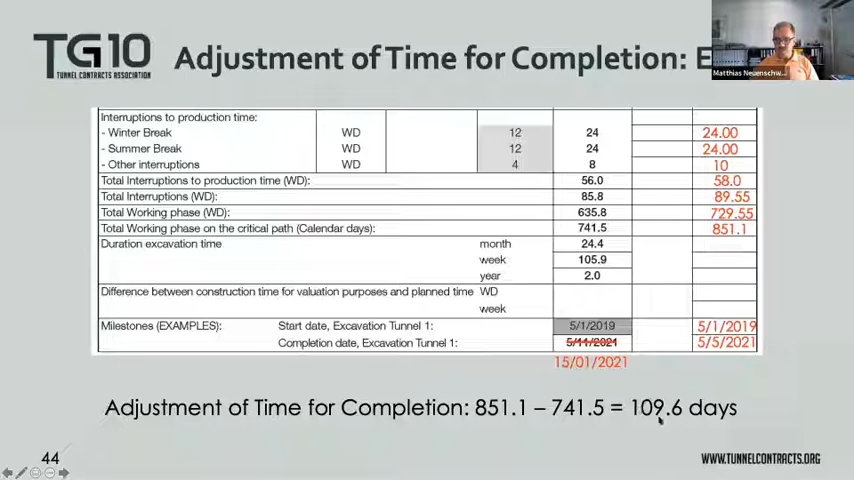 TG10
TUNNEL CONTRACTS ASSOCIATION
Adjustment of Time for Completion: E
Matthias Neuenschw...
Interruptions to production time:
- Winter Break WD 12 24 24.00
- Summer Break WD 12 24 24.00
- Other interruptions WD 4 8 10
Total Interruptions to production time (WD): 56.0 58.0
Total Interruptions (WD): 85.8 89.55
Total Working phase (WD): 635.8 729.55
Total Working phase on the critical path (Calendar days): 741.5 851.1
Duration excavation time month 24.4
week 105.9
year 2.0
Difference between construction time for valuation purposes and planned time WD
week
Milestones (EXAMPLES): Start date, Excavation Tunnel 1: 5/1/2019 5/1/2019
Completion date, Excavation Tunnel 1: 5/11/2021 5/5/2021
15/01/2021
Adjustment of Time for Completion: 851.1 – 741.5 = 109.6 days
44
WWW.TUNNELCONTRACTS.ORG